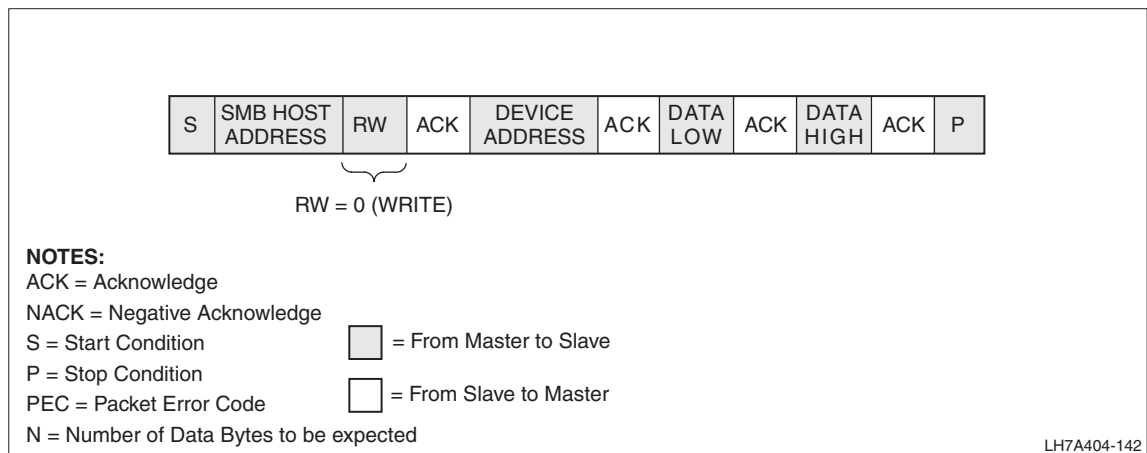 S
SMB HOST
ADDRESS
RW
ACK
DEVICE
ADDRESS
ACK
DATA
LOW
ACK
DATA
HIGH
ACK
P
RW = 0 (WRITE)
NOTES:
ACK = Acknowledge
NACK = Negative Acknowledge
S = Start Condition
P = Stop Condition
PEC = Packet Error Code
N = Number of Data Bytes to be expected
= From Master to Slave
= From Slave to Master
LH7A404-142